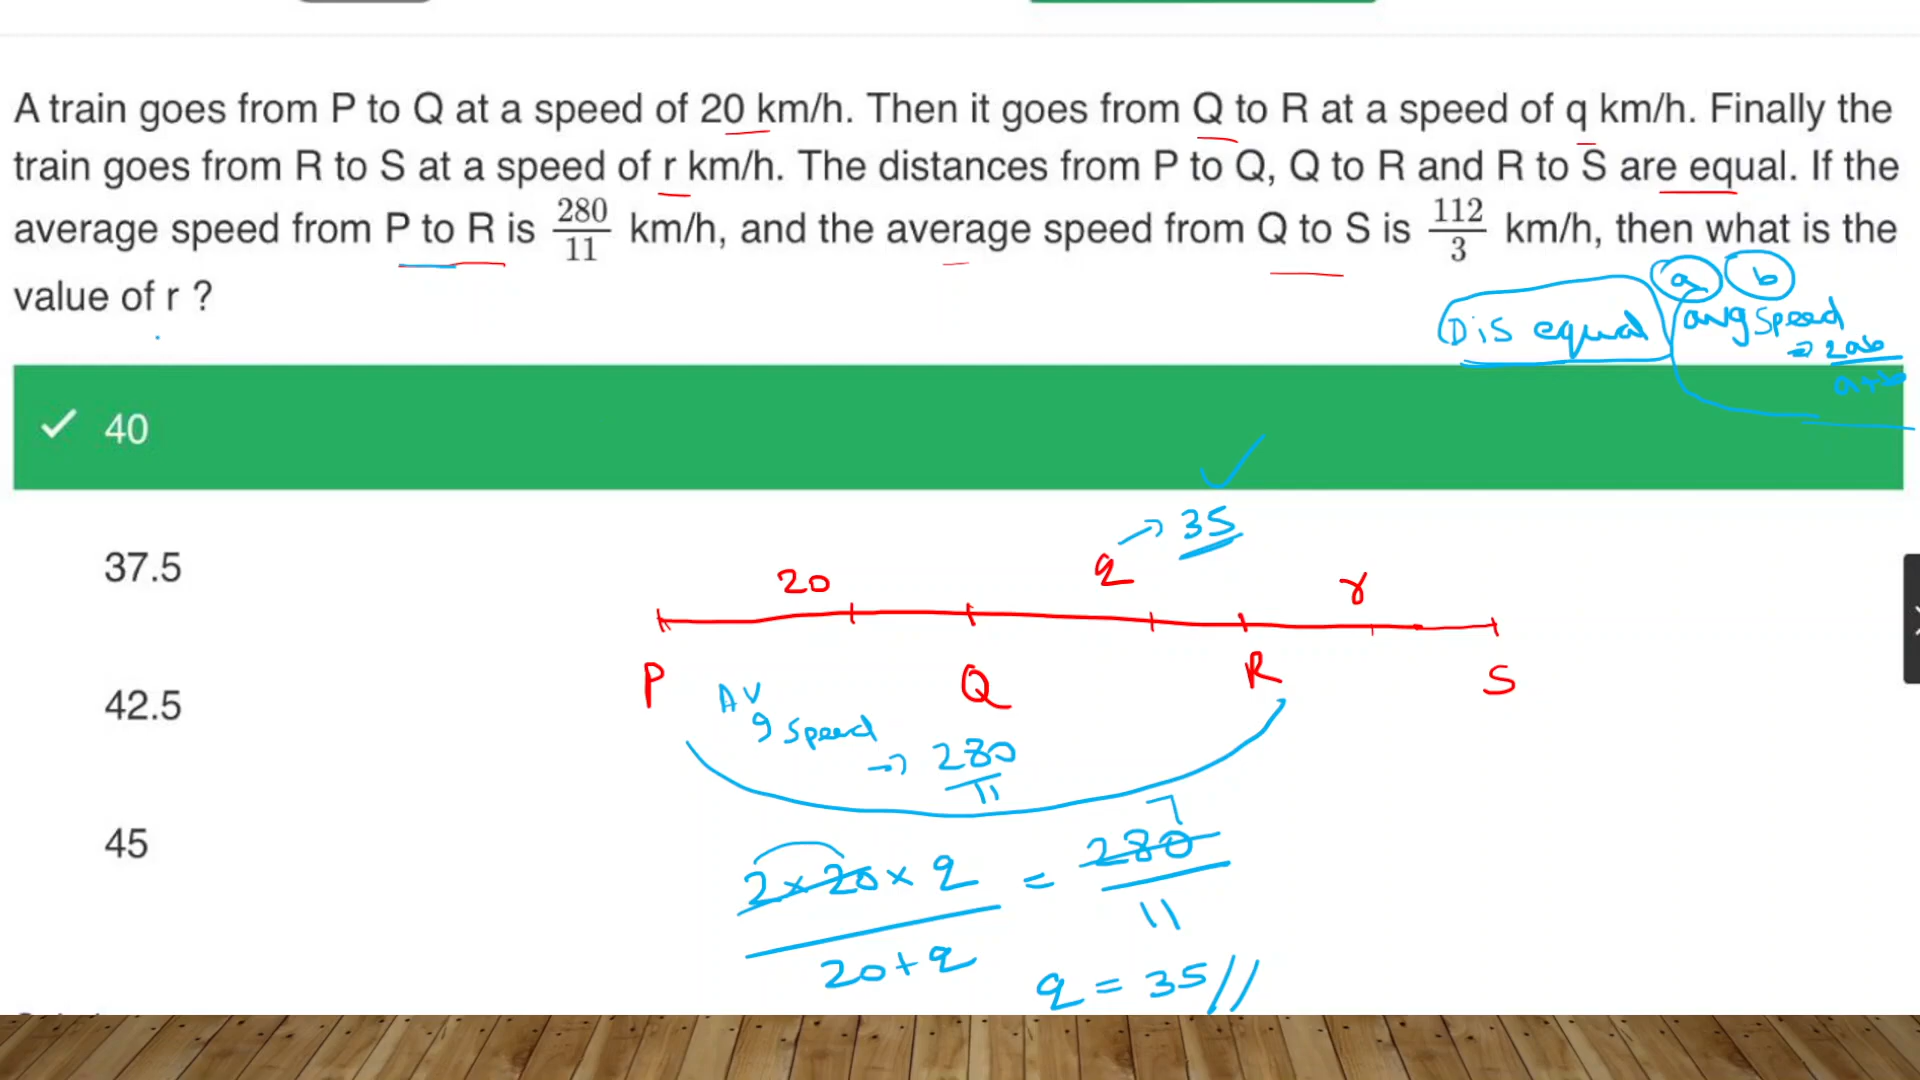 A train goes from P to Q at a speed of 20 km/h. Then it goes from Q to R at a speed of q km/h. Finally the
train goes from R to S at a speed of r km/h. The distances from P to Q, Q to R and R to S are equal. If the
average speed from P to R is 280/11 km/h, and the average speed from Q to S is 112/3 km/h, then what is the
value of r ?
a b
Dis equal avg speed
→ 2ab
a+b
✓ 40
✓
q → 35
37.5
20 r
P Q R S
42.5
AV
g speed
→ 280/11
7
45
2 × 20 × q / 20+q = 280/11
q = 35//